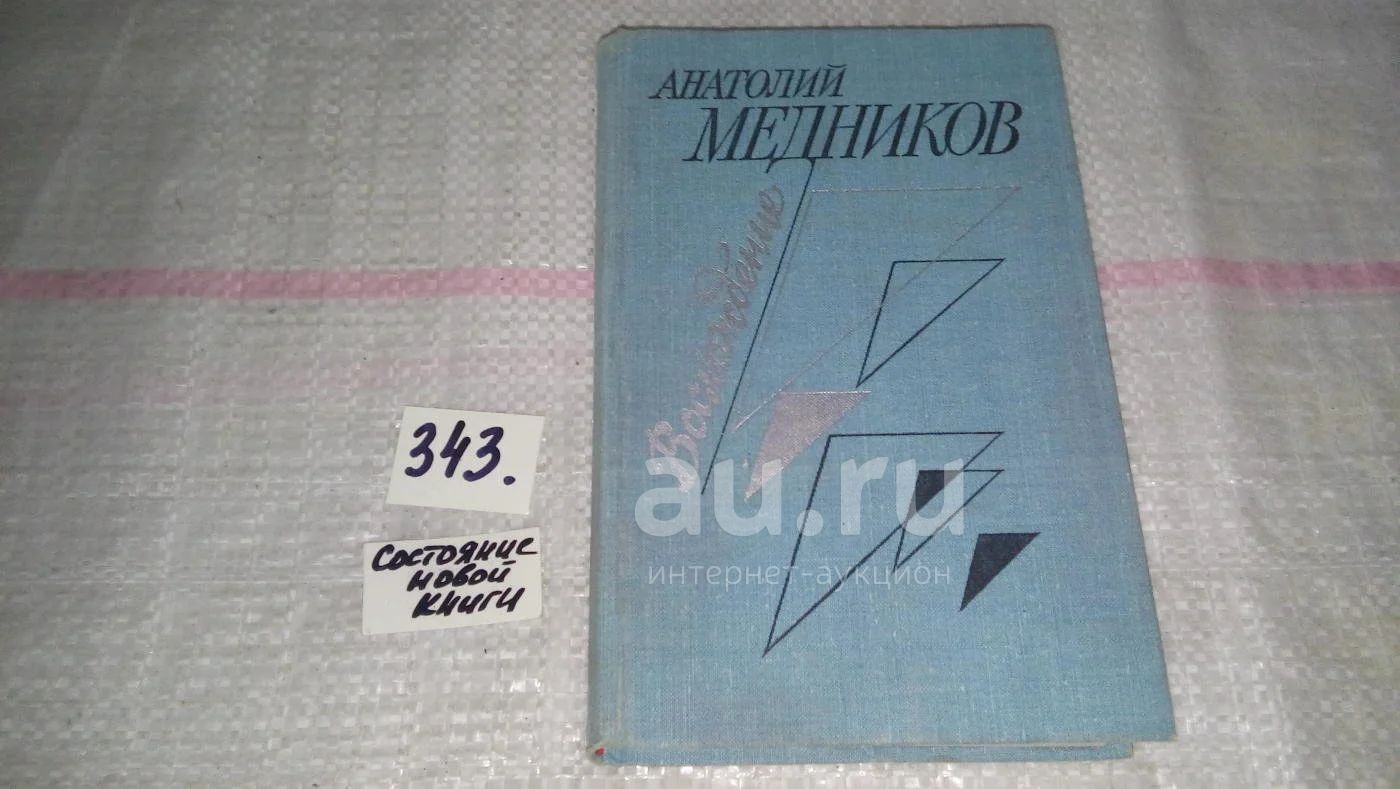 АНАТОЛИЙ
МЕДНИКОВ
Восхождение
343.
Состояние
новой
книги
au.ru
интернет-аукцион